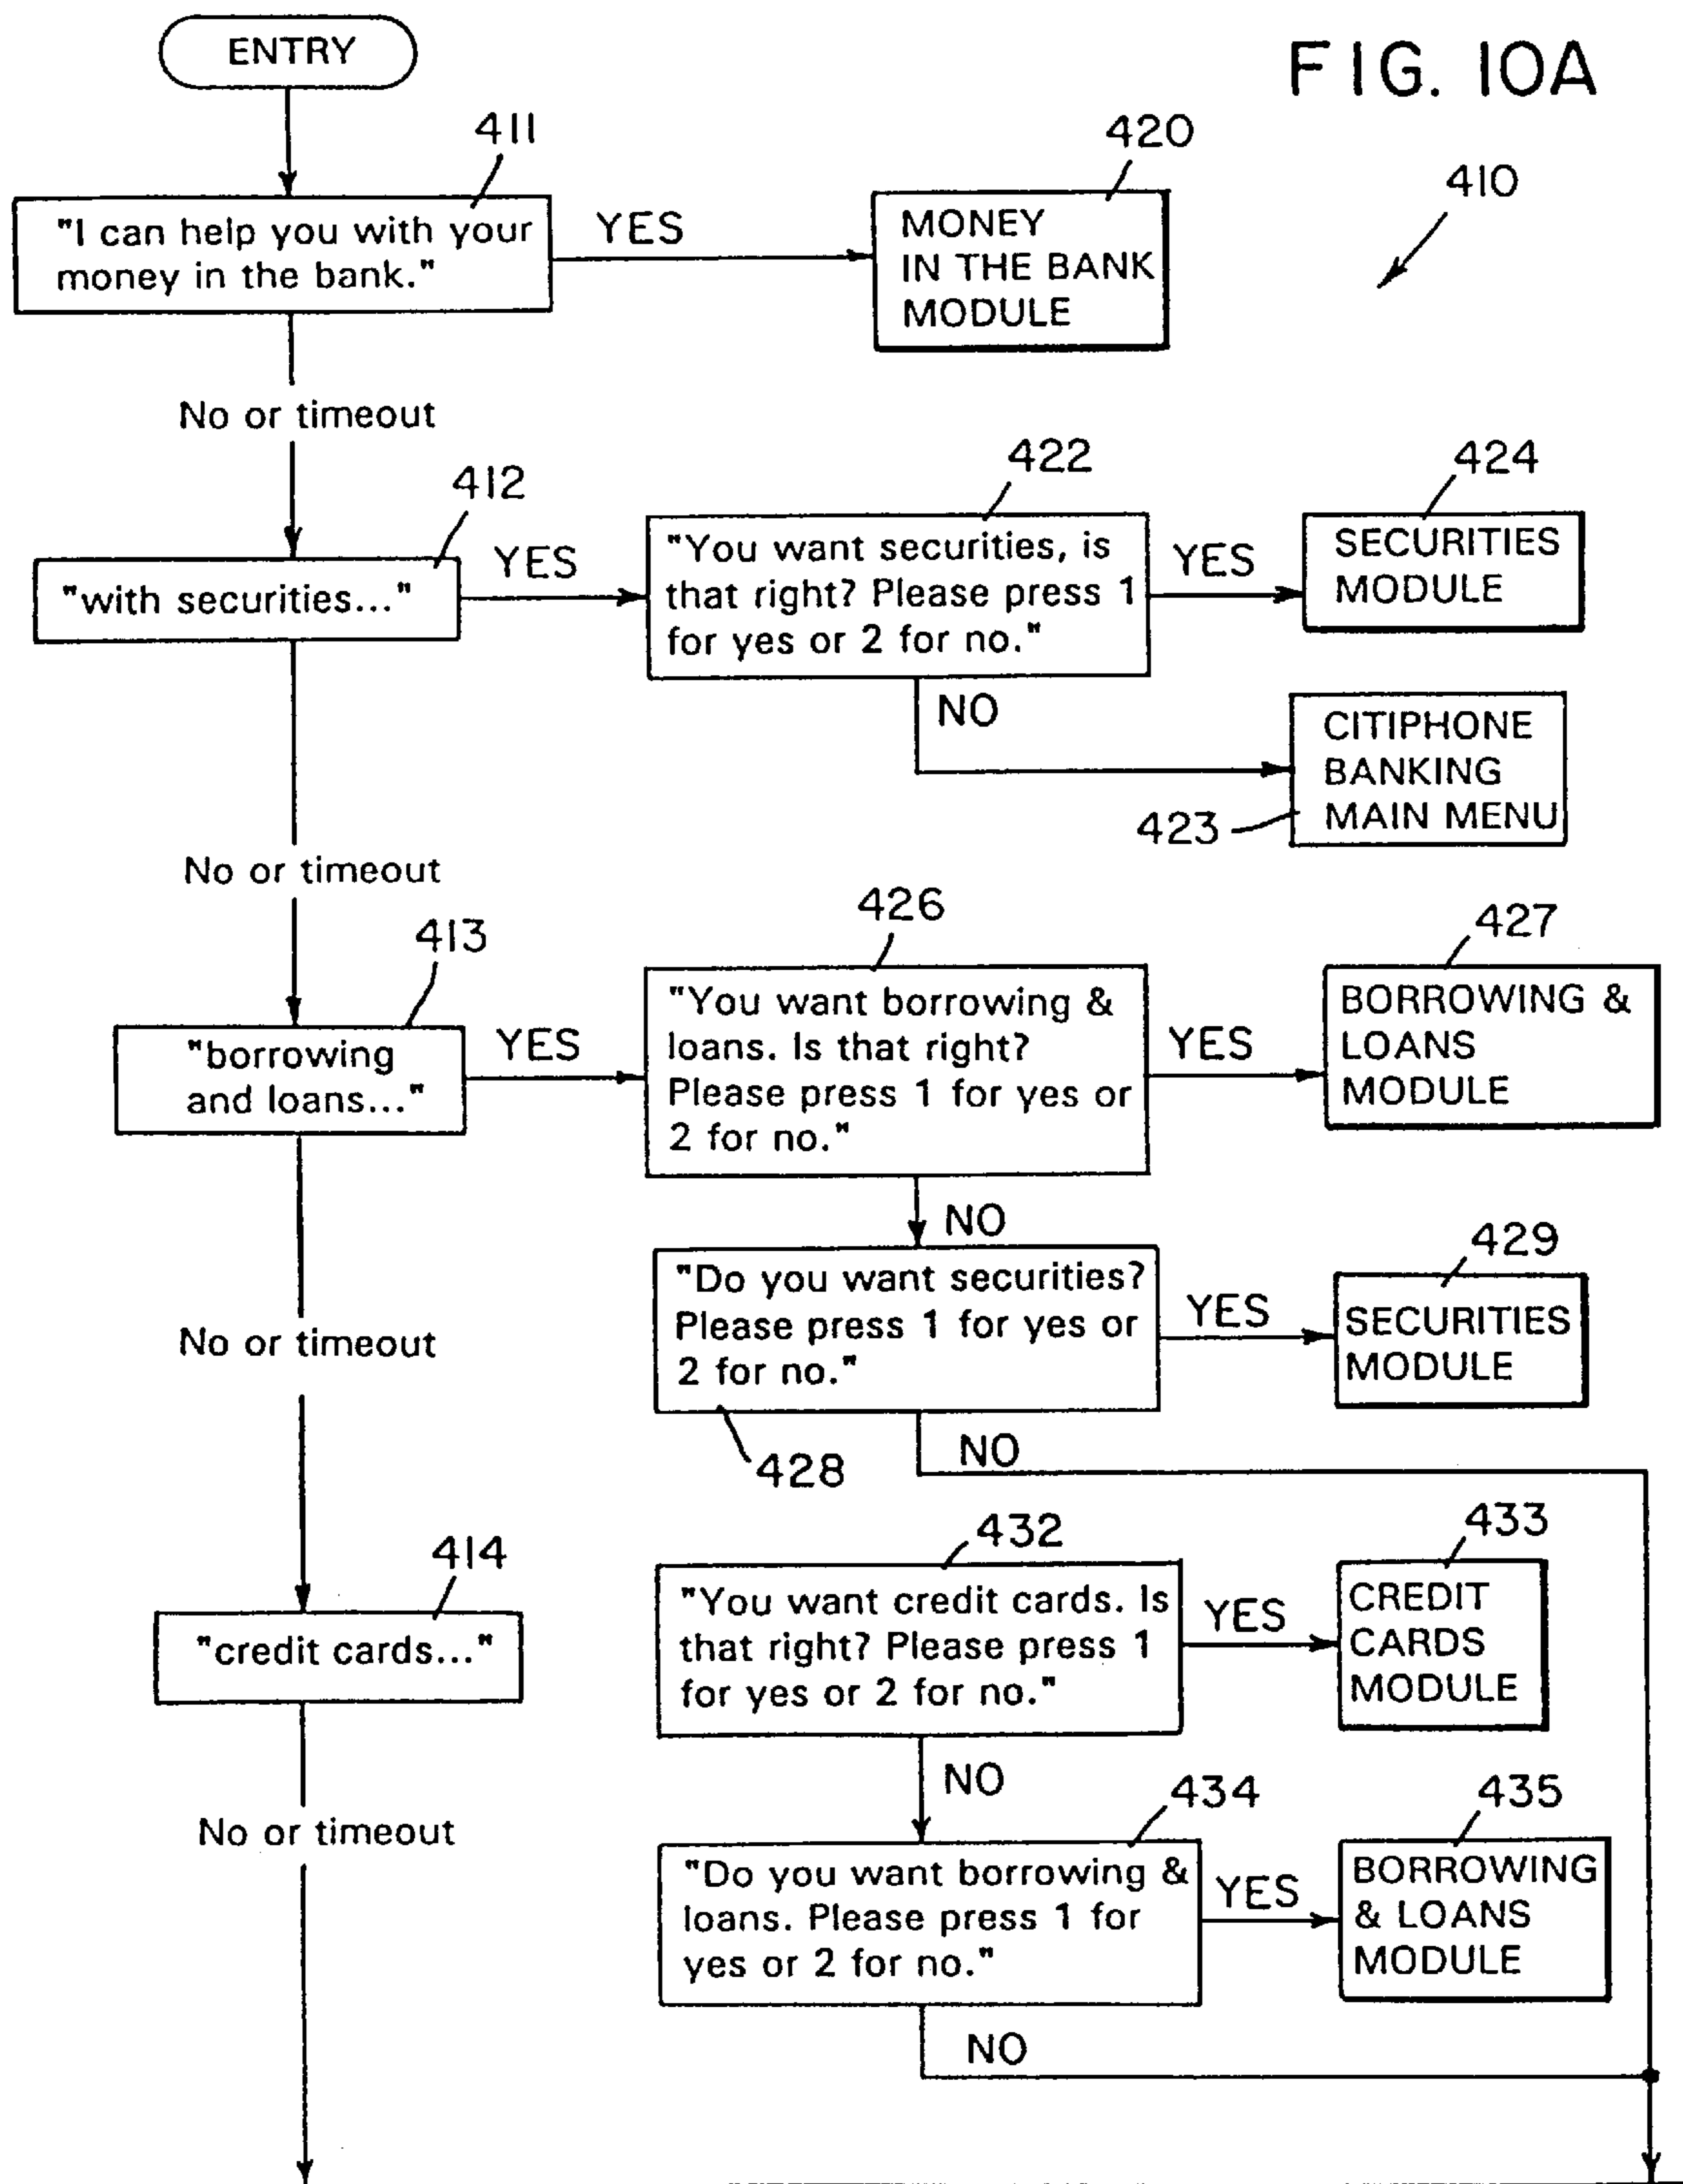 FIG. 10A
ENTRY
411
420
410
"I can help you with your
money in the bank."
YES
MONEY
IN THE BANK
MODULE
No or timeout
412
422
424
"with securities..."
YES
"You want securities, is
that right? Please press 1
for yes or 2 for no."
YES
SECURITIES
MODULE
NO
CITIPHONE
BANKING
MAIN MENU
423
No or timeout
413
426
427
"borrowing
and loans..."
YES
"You want borrowing &
loans. Is that right?
Please press 1 for yes or
2 for no."
YES
BORROWING &
LOANS
MODULE
NO
429
"Do you want securities?
Please press 1 for yes or
2 for no."
YES
SECURITIES
MODULE
No or timeout
428
NO
414
432
433
"credit cards..."
"You want credit cards. Is
that right? Please press 1
for yes or 2 for no."
YES
CREDIT
CARDS
MODULE
NO
434
435
No or timeout
"Do you want borrowing &
loans. Please press 1 for
yes or 2 for no."
YES
BORROWING
& LOANS
MODULE
NO